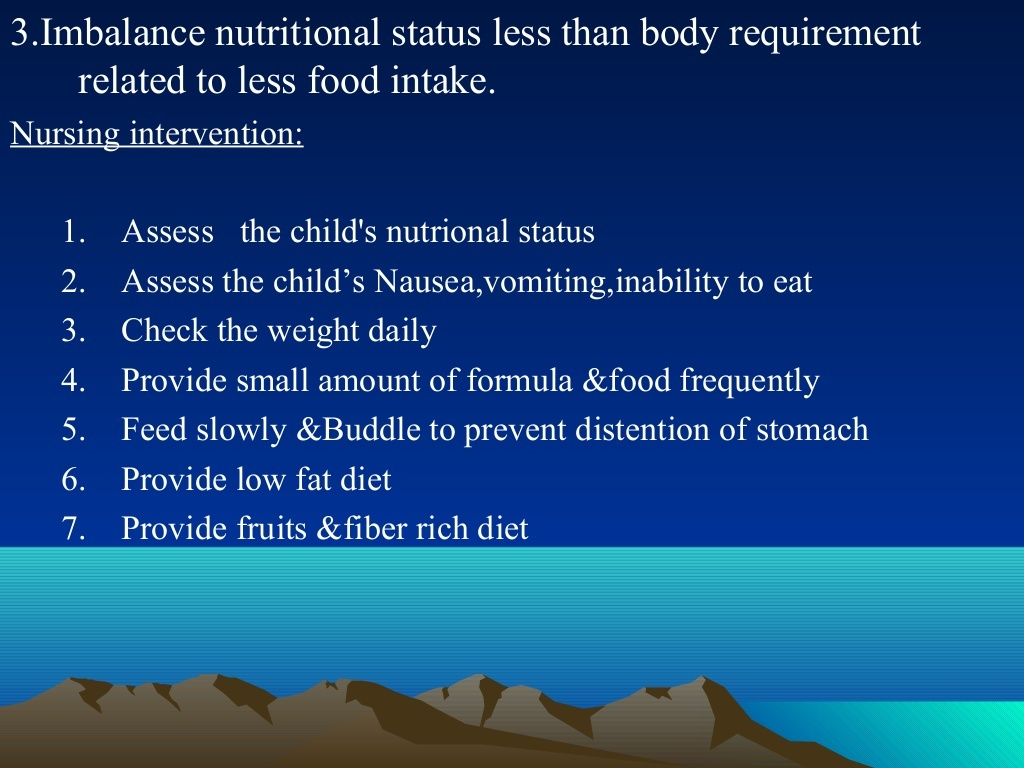 3.Imbalance nutritional status less than body requirement
related to less food intake.
Nursing intervention:
1. Assess the child's nutrional status
2. Assess the child’s Nausea,vomiting,inability to eat
3. Check the weight daily
4. Provide small amount of formula &food frequently
5. Feed slowly &Buddle to prevent distention of stomach
6. Provide low fat diet
7. Provide fruits &fiber rich diet